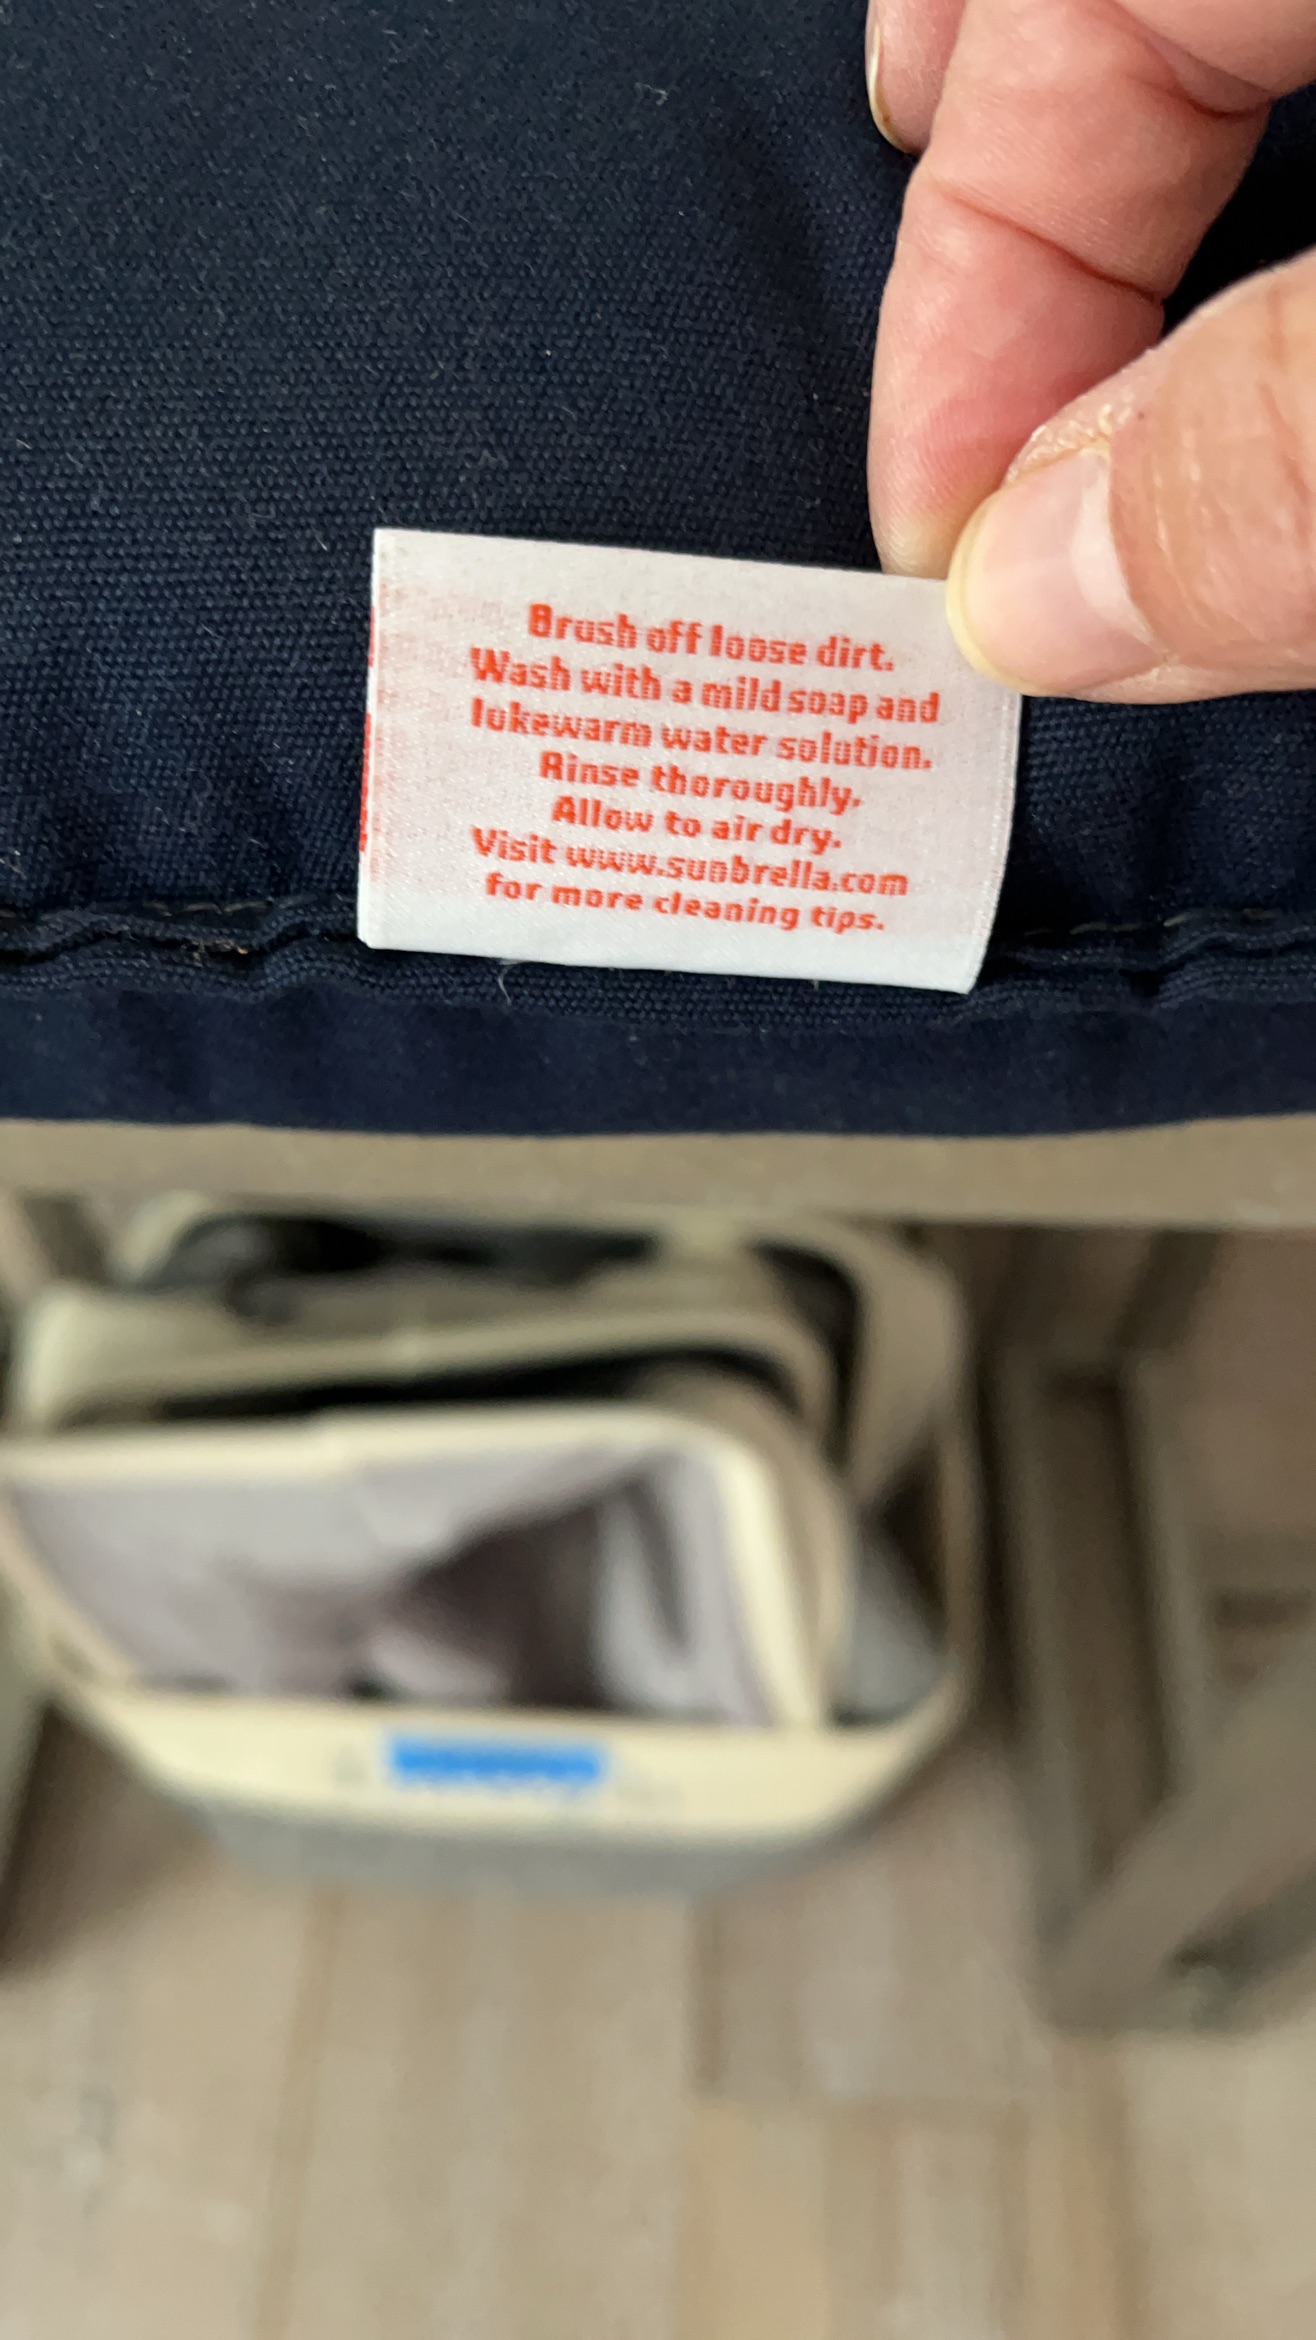 Brush off loose dirt.
Wash with a mild soap and
lukewarm water solution.
Rinse thoroughly.
Allow to air dry.
Visit www.sunbrella.com
for more cleaning tips.